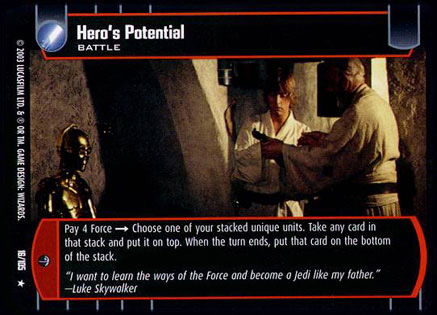 Hero's Potential
BATTLE
Pay 4 Force → Choose one of your stacked unique units. Take any card in
that stack and put it on top. When the turn ends, put that card on the bottom
of the stack.
"I want to learn the ways of the Force and become a Jedi like my father."
—Luke Skywalker
© 2003 LUCASFILM LTD. & ® OR TM. GAME DESIGN: WIZARDS.
16/105 ★